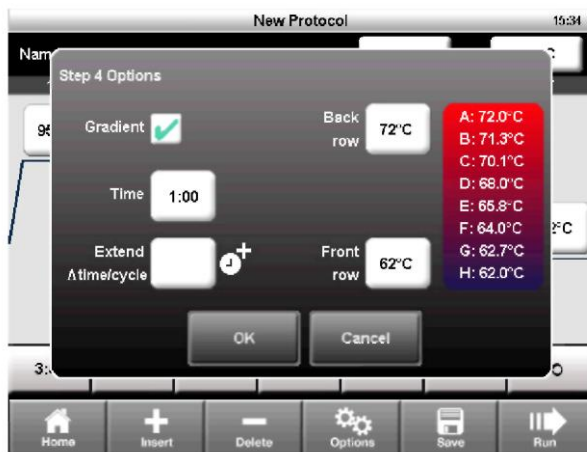 New Protocol
15:34
Nam
Step 4 Options
Gradient
Back
row
72°C
Time
1:00
Extend
Δtime/cycle
Front
row
62°C
A: 72.0°C
B: 71.3°C
C: 70.1°C
D: 68.0°C
E: 65.8°C
F: 64.0°C
G: 62.7°C
H: 62.0°C
OK
Cancel
Home
Insert
Delete
Options
Save
Run